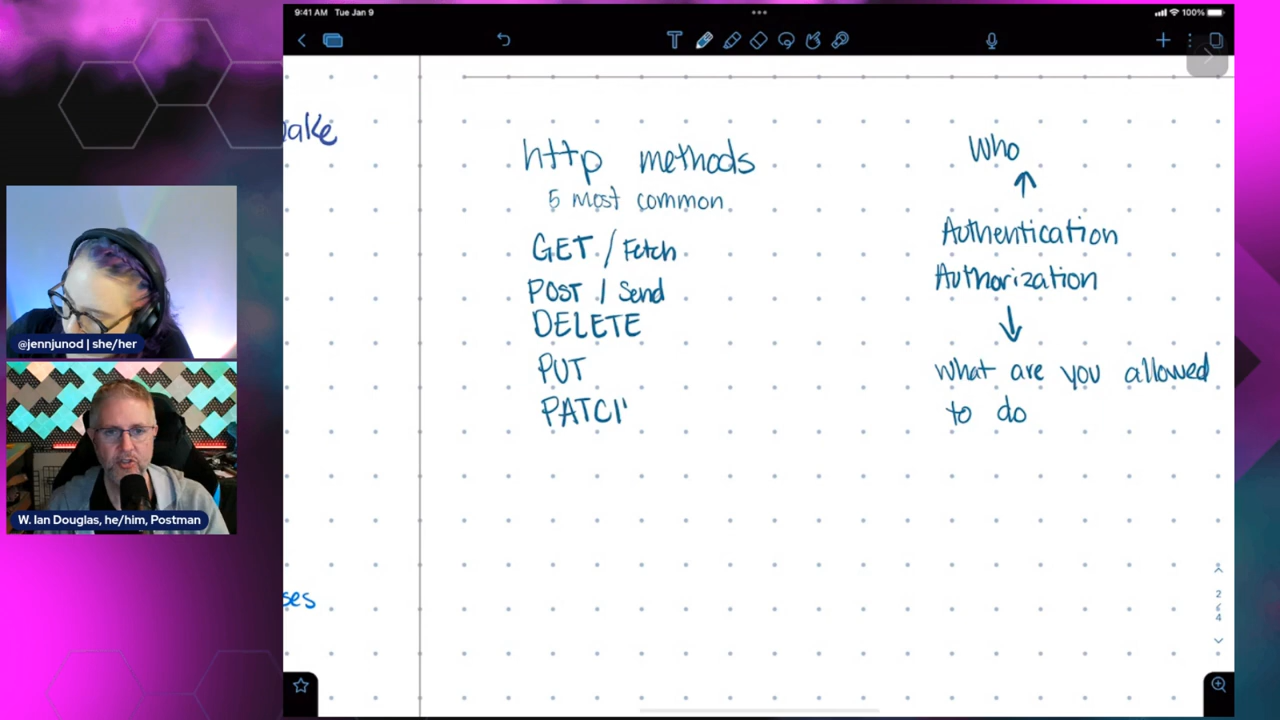 9:41 AM Tue Jan 9
100%
ake
http methods
5 most common
GET / Fetch
POST / Send
DELETE
PUT
PATCH
Who
Authentication
Authorization
What are you allowed
to do
@jennjunod | she/her
W. Ian Douglas, he/him, Postman
ses
2
4